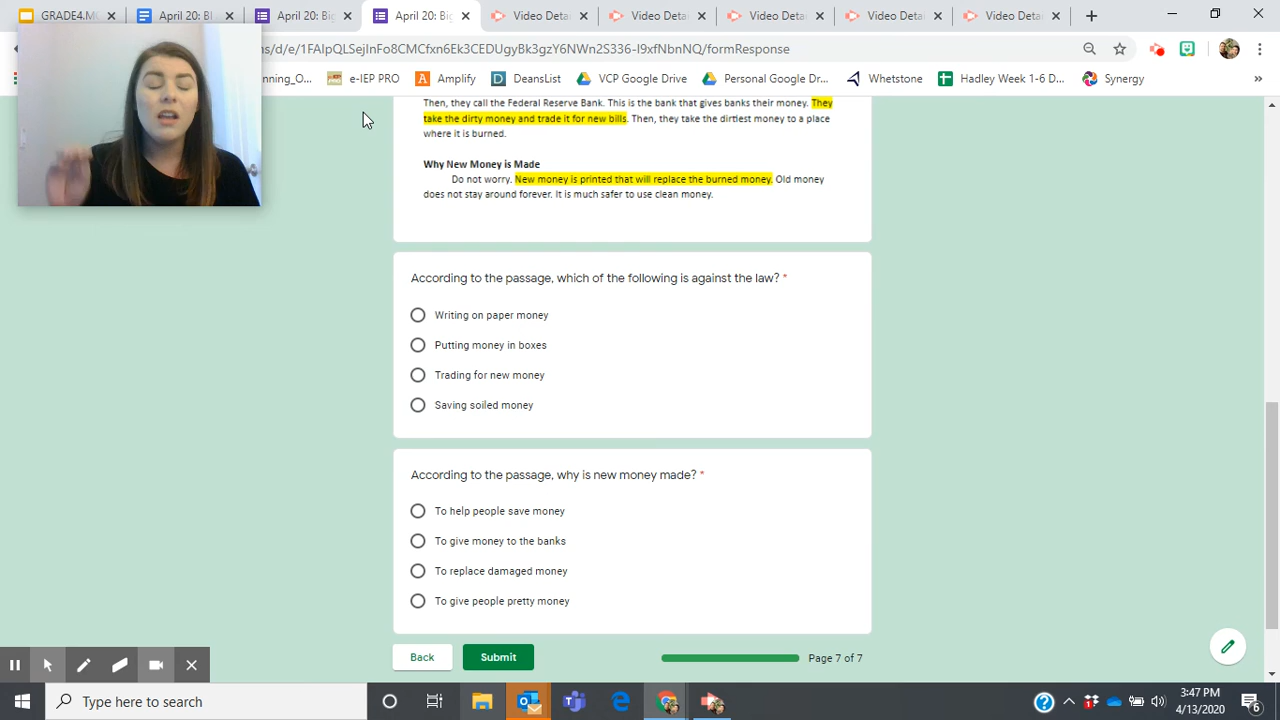 GRADE4.M
April 20: Bl
April 20: Big
April 20: Big
Video Deta
Video Deta
Video Deta
Video Deta
Video Deta
ns/d/e/1FAIpQLSejInFo8CMCfxn6Ek3CEDUgyBk3gzY6NWn2S336-I9xfNbnNQ/formResponse
nning_O...
e-IEP PRO
Amplify
DeansList
VCP Google Drive
Personal Google Dr...
Whetstone
Hadley Week 1-6 D...
Synergy
»
Then, they call the Federal Reserve Bank. This is the bank that gives banks their money. They
take the dirty money and trade it for new bills. Then, they take the dirtiest money to a place
where it is burned.
Why New Money is Made
Do not worry. New money is printed that will replace the burned money. Old money
does not stay around forever. It is much safer to use clean money.
According to the passage, which of the following is against the law? *
Writing on paper money
Putting money in boxes
Trading for new money
Saving soiled money
According to the passage, why is new money made? *
To help people save money
To give money to the banks
To replace damaged money
To give people pretty money
Back
Submit
Page 7 of 7
Type here to search
3:47 PM
4/13/2020
6